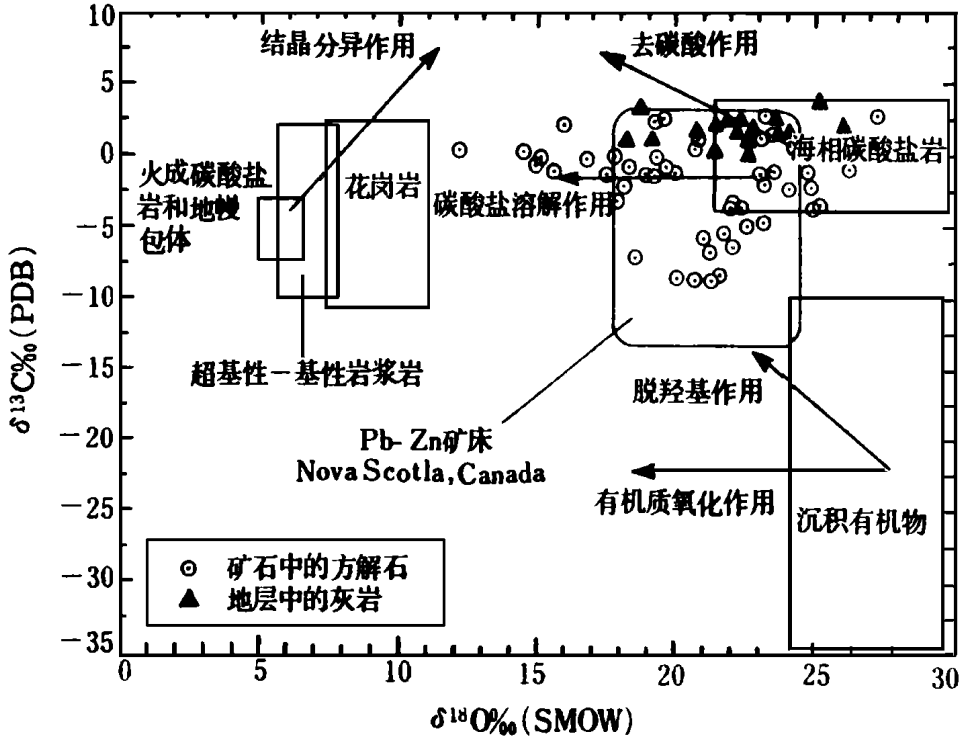 10
5
0
−5
−10
−15
−20
−25
−30
−35
δ¹³C‰(PDB)
结晶分异作用
去碳酸作用
火成碳酸盐
岩和地幔
包体
花岗岩
海相碳酸盐岩
碳酸盐溶解作用
超基性－基性岩浆岩
脱羟基作用
Pb-Zn矿床
Nova Scotla, Canada
有机质氧化作用
沉积有机物
矿石中的方解石
地层中的灰岩
0 5 10 15 20 25 30
δ¹⁸O‰(SMOW)